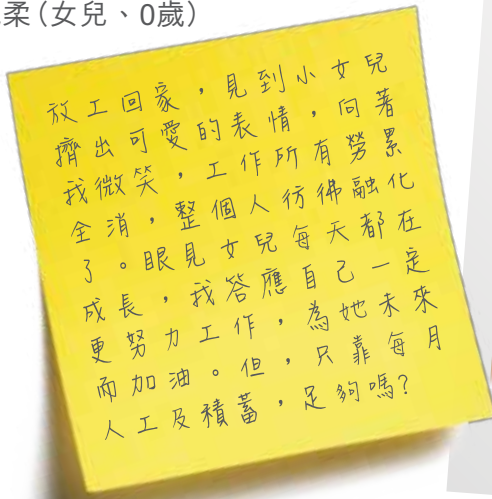 柔（女兒、0歲）
放工回家，見到小女兒
擠出可愛的表情，向著
我微笑，工作所有勞累
全消，整個人彷彿融化
了。眼見女兒每天都在
成長，我答應自己一定
更努力工作，為她未來
而加油。但，只靠每月
人工及積蓄，足夠嗎?